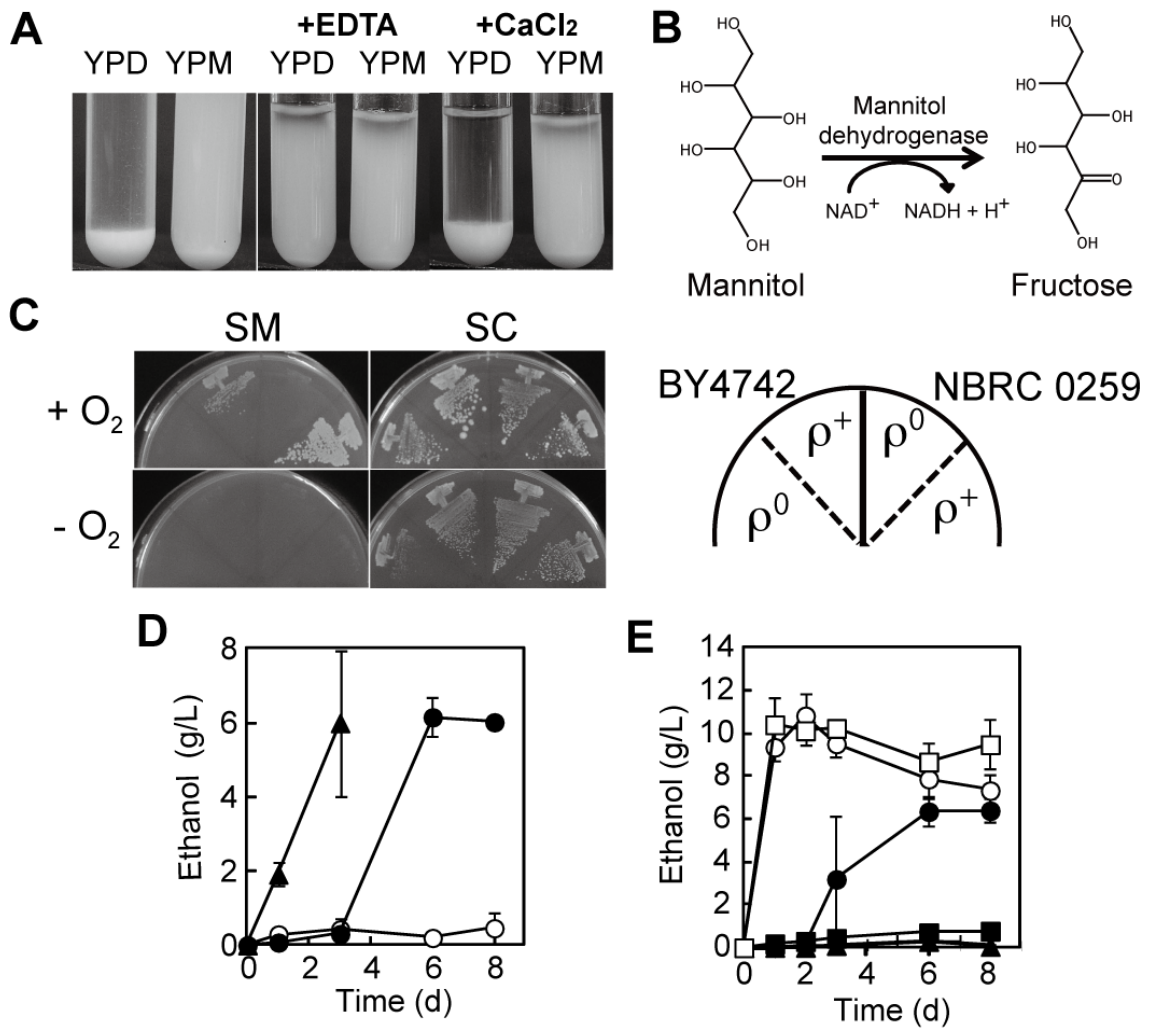 A
+EDTA +CaCl₂
YPD YPM YPD YPM YPD YPM
B
HO
HO
OH
HO
OH
OH
Mannitol
Mannitol
dehydrogenase
NAD⁺ NADH + H⁺
HO
HO
OH
HO
O
OH
Fructose
C
SM SC
+ O₂
- O₂
BY4742 NBRC 0259
ρ⁺ ρ⁰
ρ⁰ ρ⁺
D
8
6
4
2
0
0 2 4 6 8
Ethanol (g/L)
Time (d)
E
14
12
10
8
6
4
2
0
0 2 4 6 8
Ethanol (g/L)
Time (d)